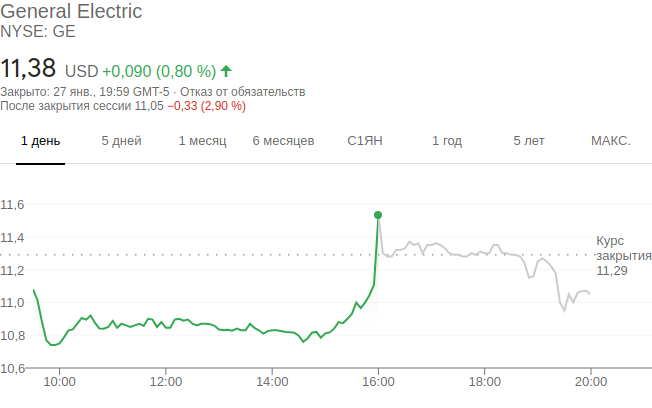 General Electric
NYSE: GE
11,38 USD +0,090 (0,80 %)
Закрыто: 27 янв., 19:59 GMT-5 · Отказ от обязательств
После закрытия сессии 11,05 −0,33 (2,90 %)
1 день 5 дней 1 месяц 6 месяцев С1ЯН 1 год 5 лет МАКС.
11,6
11,4
Курс
закрытия
11,29
11,2
11,0
10,8
10,6
10:00 12:00 14:00 16:00 18:00 20:00